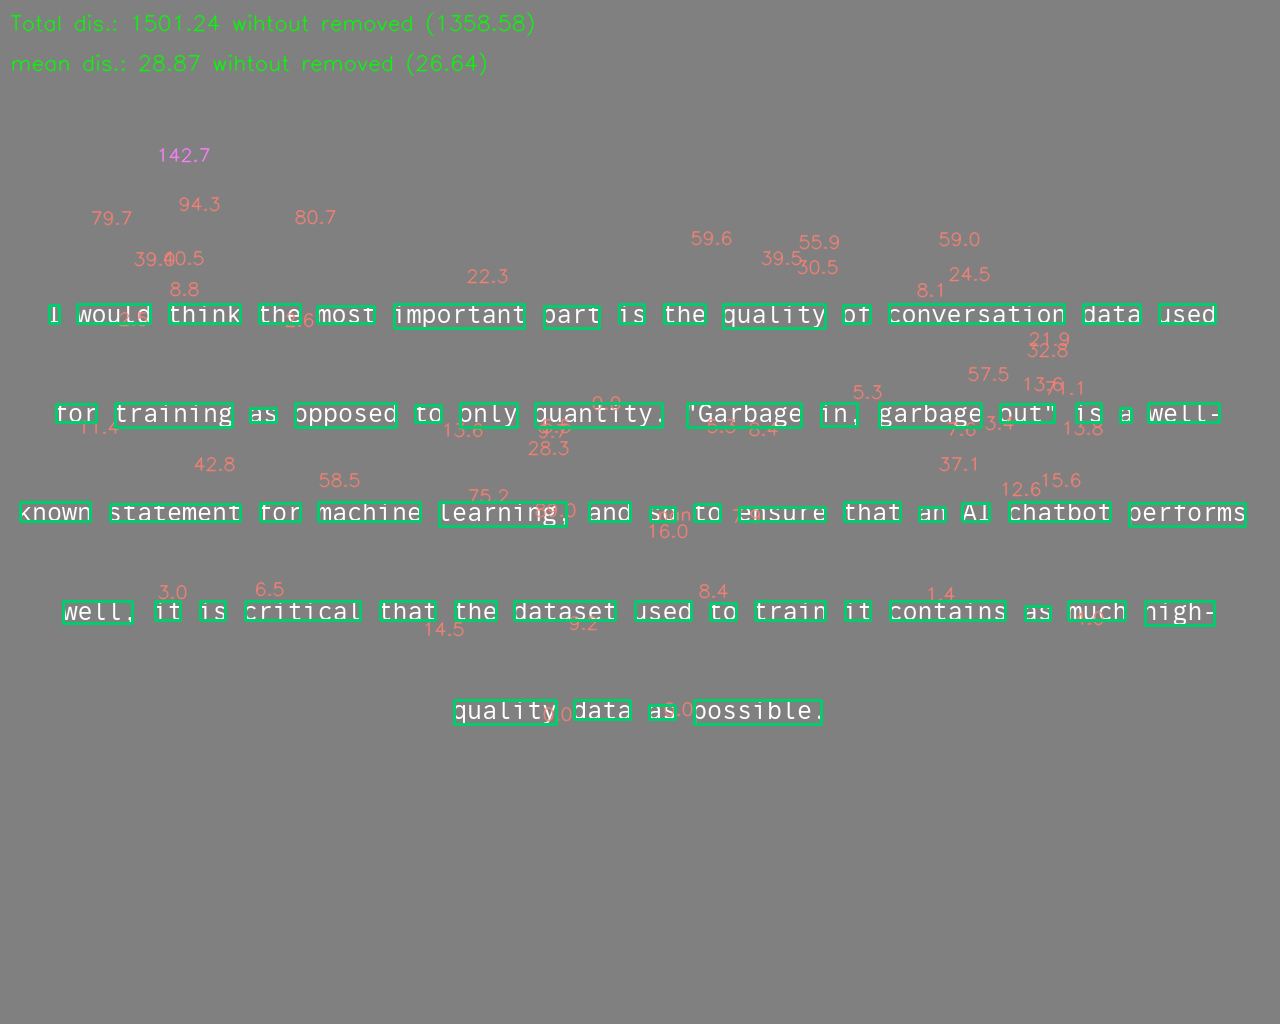 Total dis.: 1501.24 wihtout removed (1358.58)
mean dis.: 28.87 wihtout removed (26.64)
142.7
94.3
79.7 80.7
59.6 55.9 59.0
40.5 39.5 30.5
22.3 24.5
8.8 8.1
I would think the most important part is the quality of conversation data used
2.6
21.9
32.8
57.5 13.6 71.1
5.3
for training as opposed to only quantity. "Garbage in, garbage out" is a well-
11.4 13.6 9.7 8.4 7.6 3.4 13.8
28.3
42.8 37.1
58.5 15.6
75.2 12.6
known statement for machine learning, and so to ensure that an AI chatbot performs
16.0
3.0 6.5 8.4 1.4
well, it is critical that the dataset used to train it contains as much high-
14.5 9.2
quality data as possible.
0.0